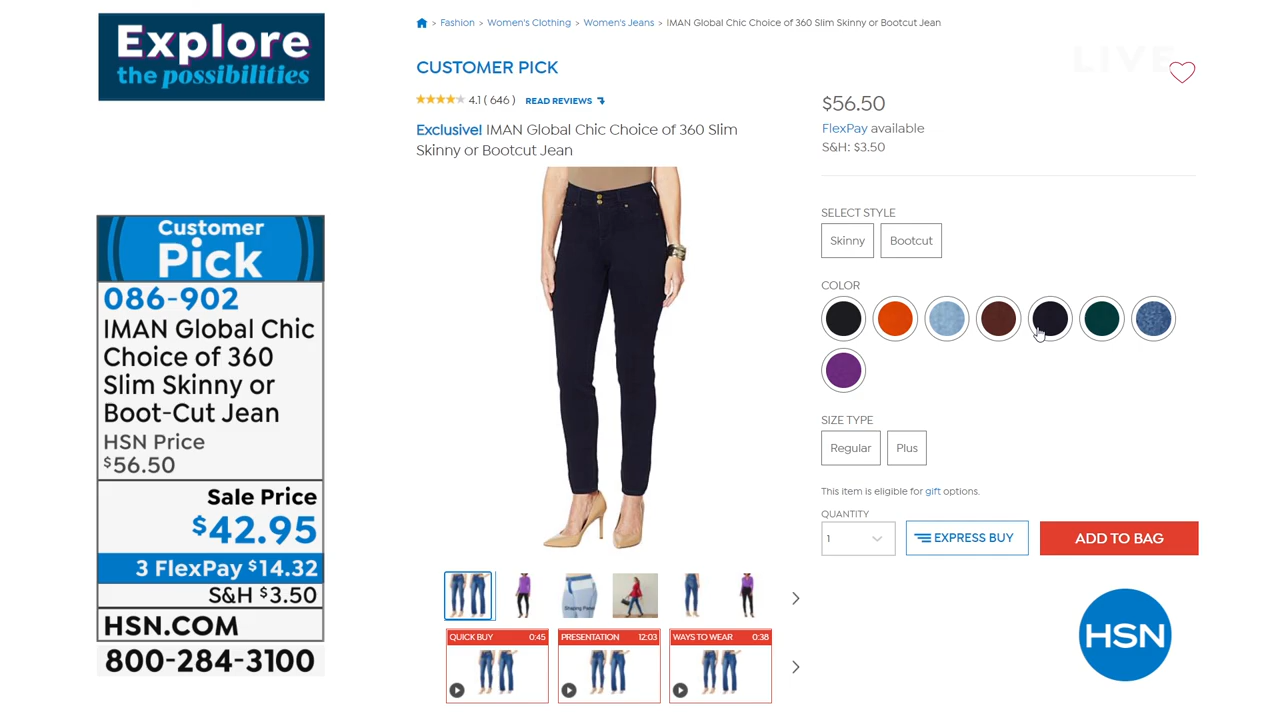 Explore
the possibilities
Customer
Pick
086-902
IMAN Global Chic
Choice of 360
Slim Skinny or
Boot-Cut Jean
HSN Price
$56.50
Sale Price
$42.95
3 FlexPay $14.32
S&H $3.50
HSN.COM
800-284-3100
> Fashion > Women's Clothing > Women's Jeans > IMAN Global Chic Choice of 360 Slim Skinny or Bootcut Jean
CUSTOMER PICK
4.1 ( 646 ) READ REVIEWS
Exclusive! IMAN Global Chic Choice of 360 Slim
Skinny or Bootcut Jean
Shaping Panel
QUICK BUY 0:45
PRESENTATION 12:03
WAYS TO WEAR 0:38
LIVE
$56.50
FlexPay available
S&H: $3.50
SELECT STYLE
Skinny Bootcut
COLOR
SIZE TYPE
Regular Plus
This item is eligible for gift options.
QUANTITY
1 EXPRESS BUY ADD TO BAG
HSN